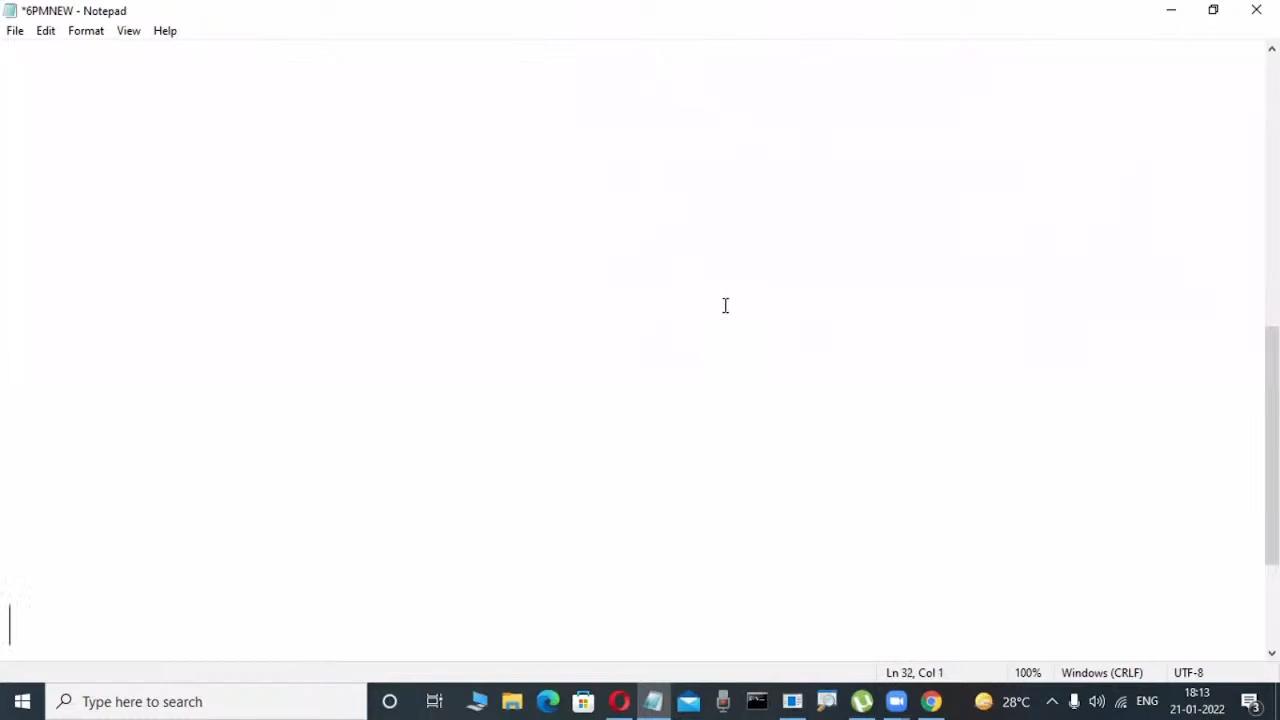 *6PMNEW - Notepad
File Edit Format View Help
Ln 32, Col 1 100% Windows (CRLF) UTF-8
Type here to search
28°C ENG 18:13
21-01-2022 3